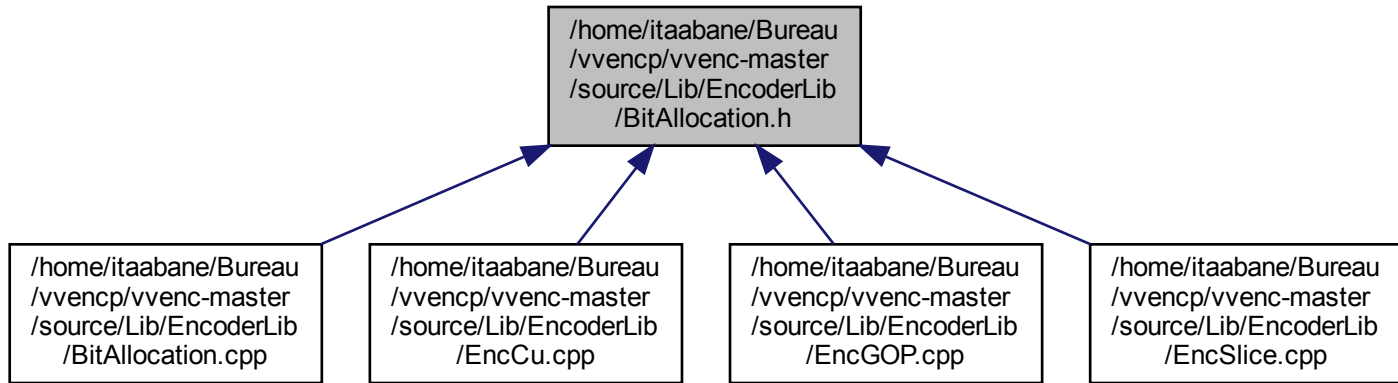 /home/itaabane/Bureau
/vvencp/vvenc-master
/source/Lib/EncoderLib
/BitAllocation.h
/home/itaabane/Bureau
/vvencp/vvenc-master
/source/Lib/EncoderLib
/BitAllocation.cpp
/home/itaabane/Bureau
/vvencp/vvenc-master
/source/Lib/EncoderLib
/EncCu.cpp
/home/itaabane/Bureau
/vvencp/vvenc-master
/source/Lib/EncoderLib
/EncGOP.cpp
/home/itaabane/Bureau
/vvencp/vvenc-master
/source/Lib/EncoderLib
/EncSlice.cpp